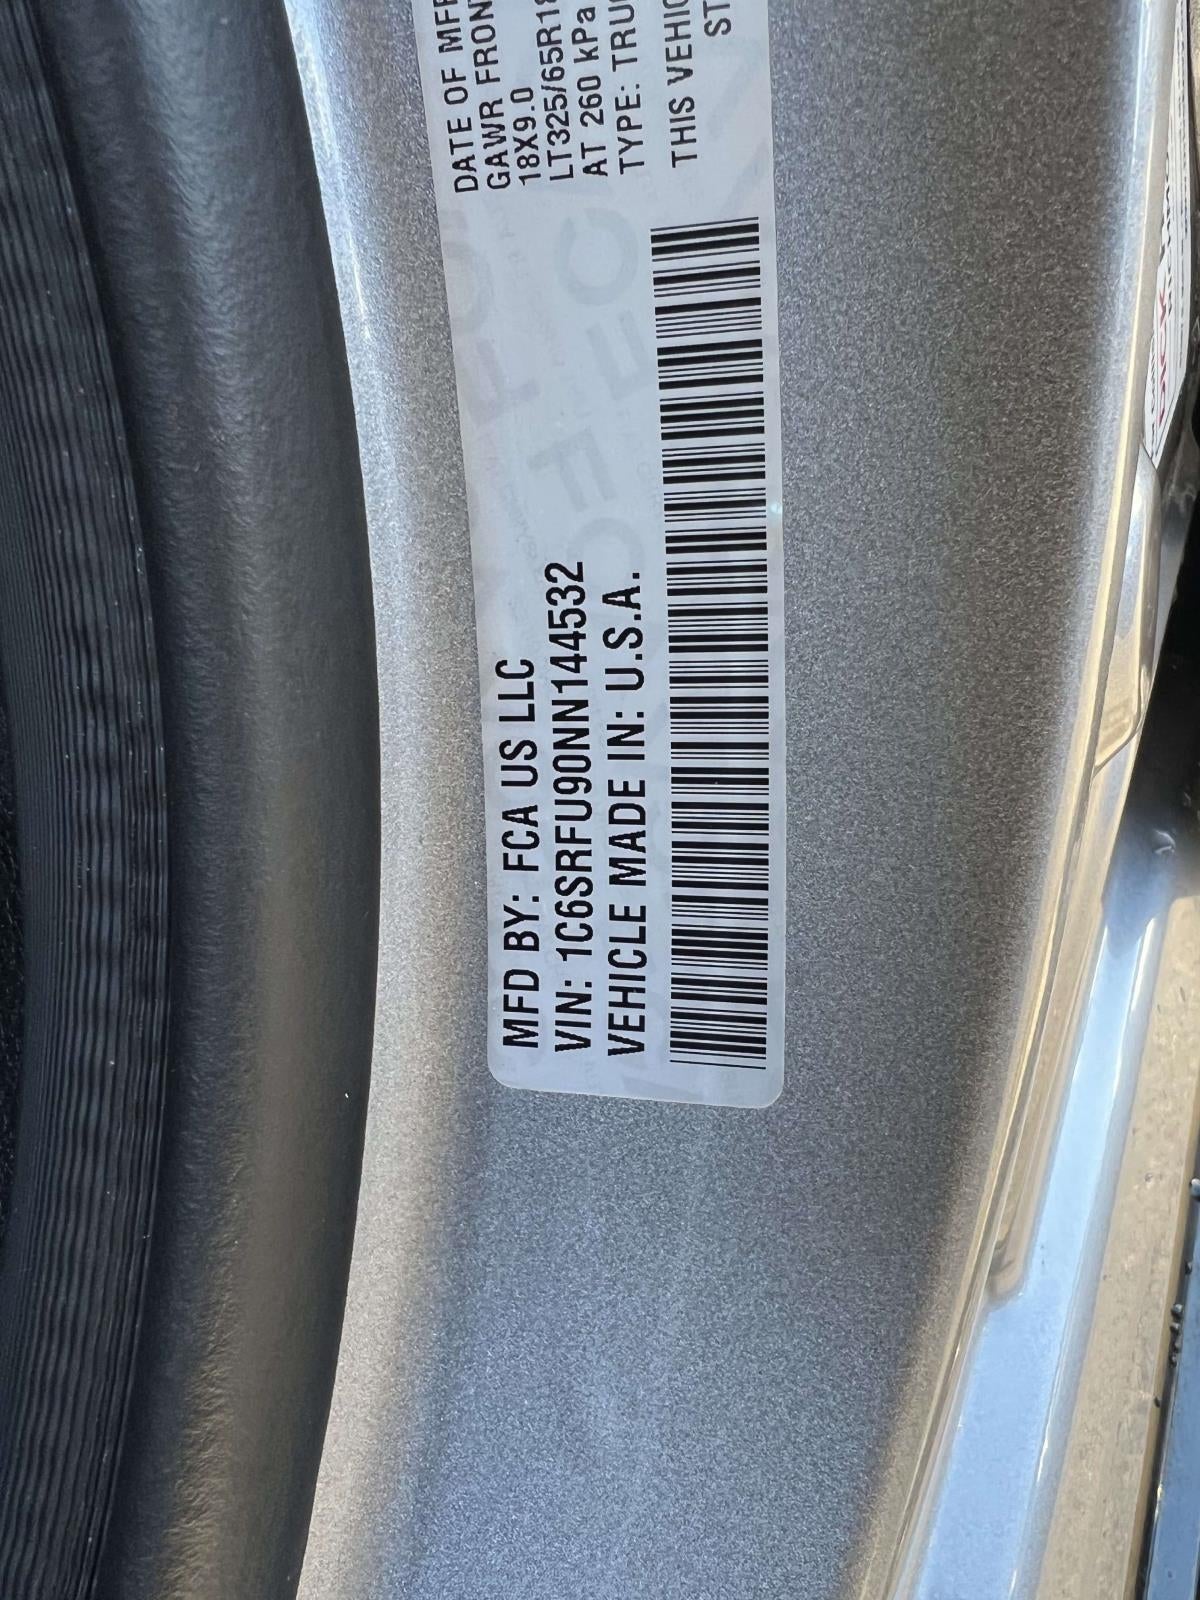 MFD BY: FCA US LLC
VIN: 1C6SRFU90NN144532
VEHICLE MADE IN: U.S.A.
DATE OF MFR
GAWR FRONT
18X9.0
LT325/65R18
AT 260 kPa
TYPE: TRUC
THIS VEHIC
ST